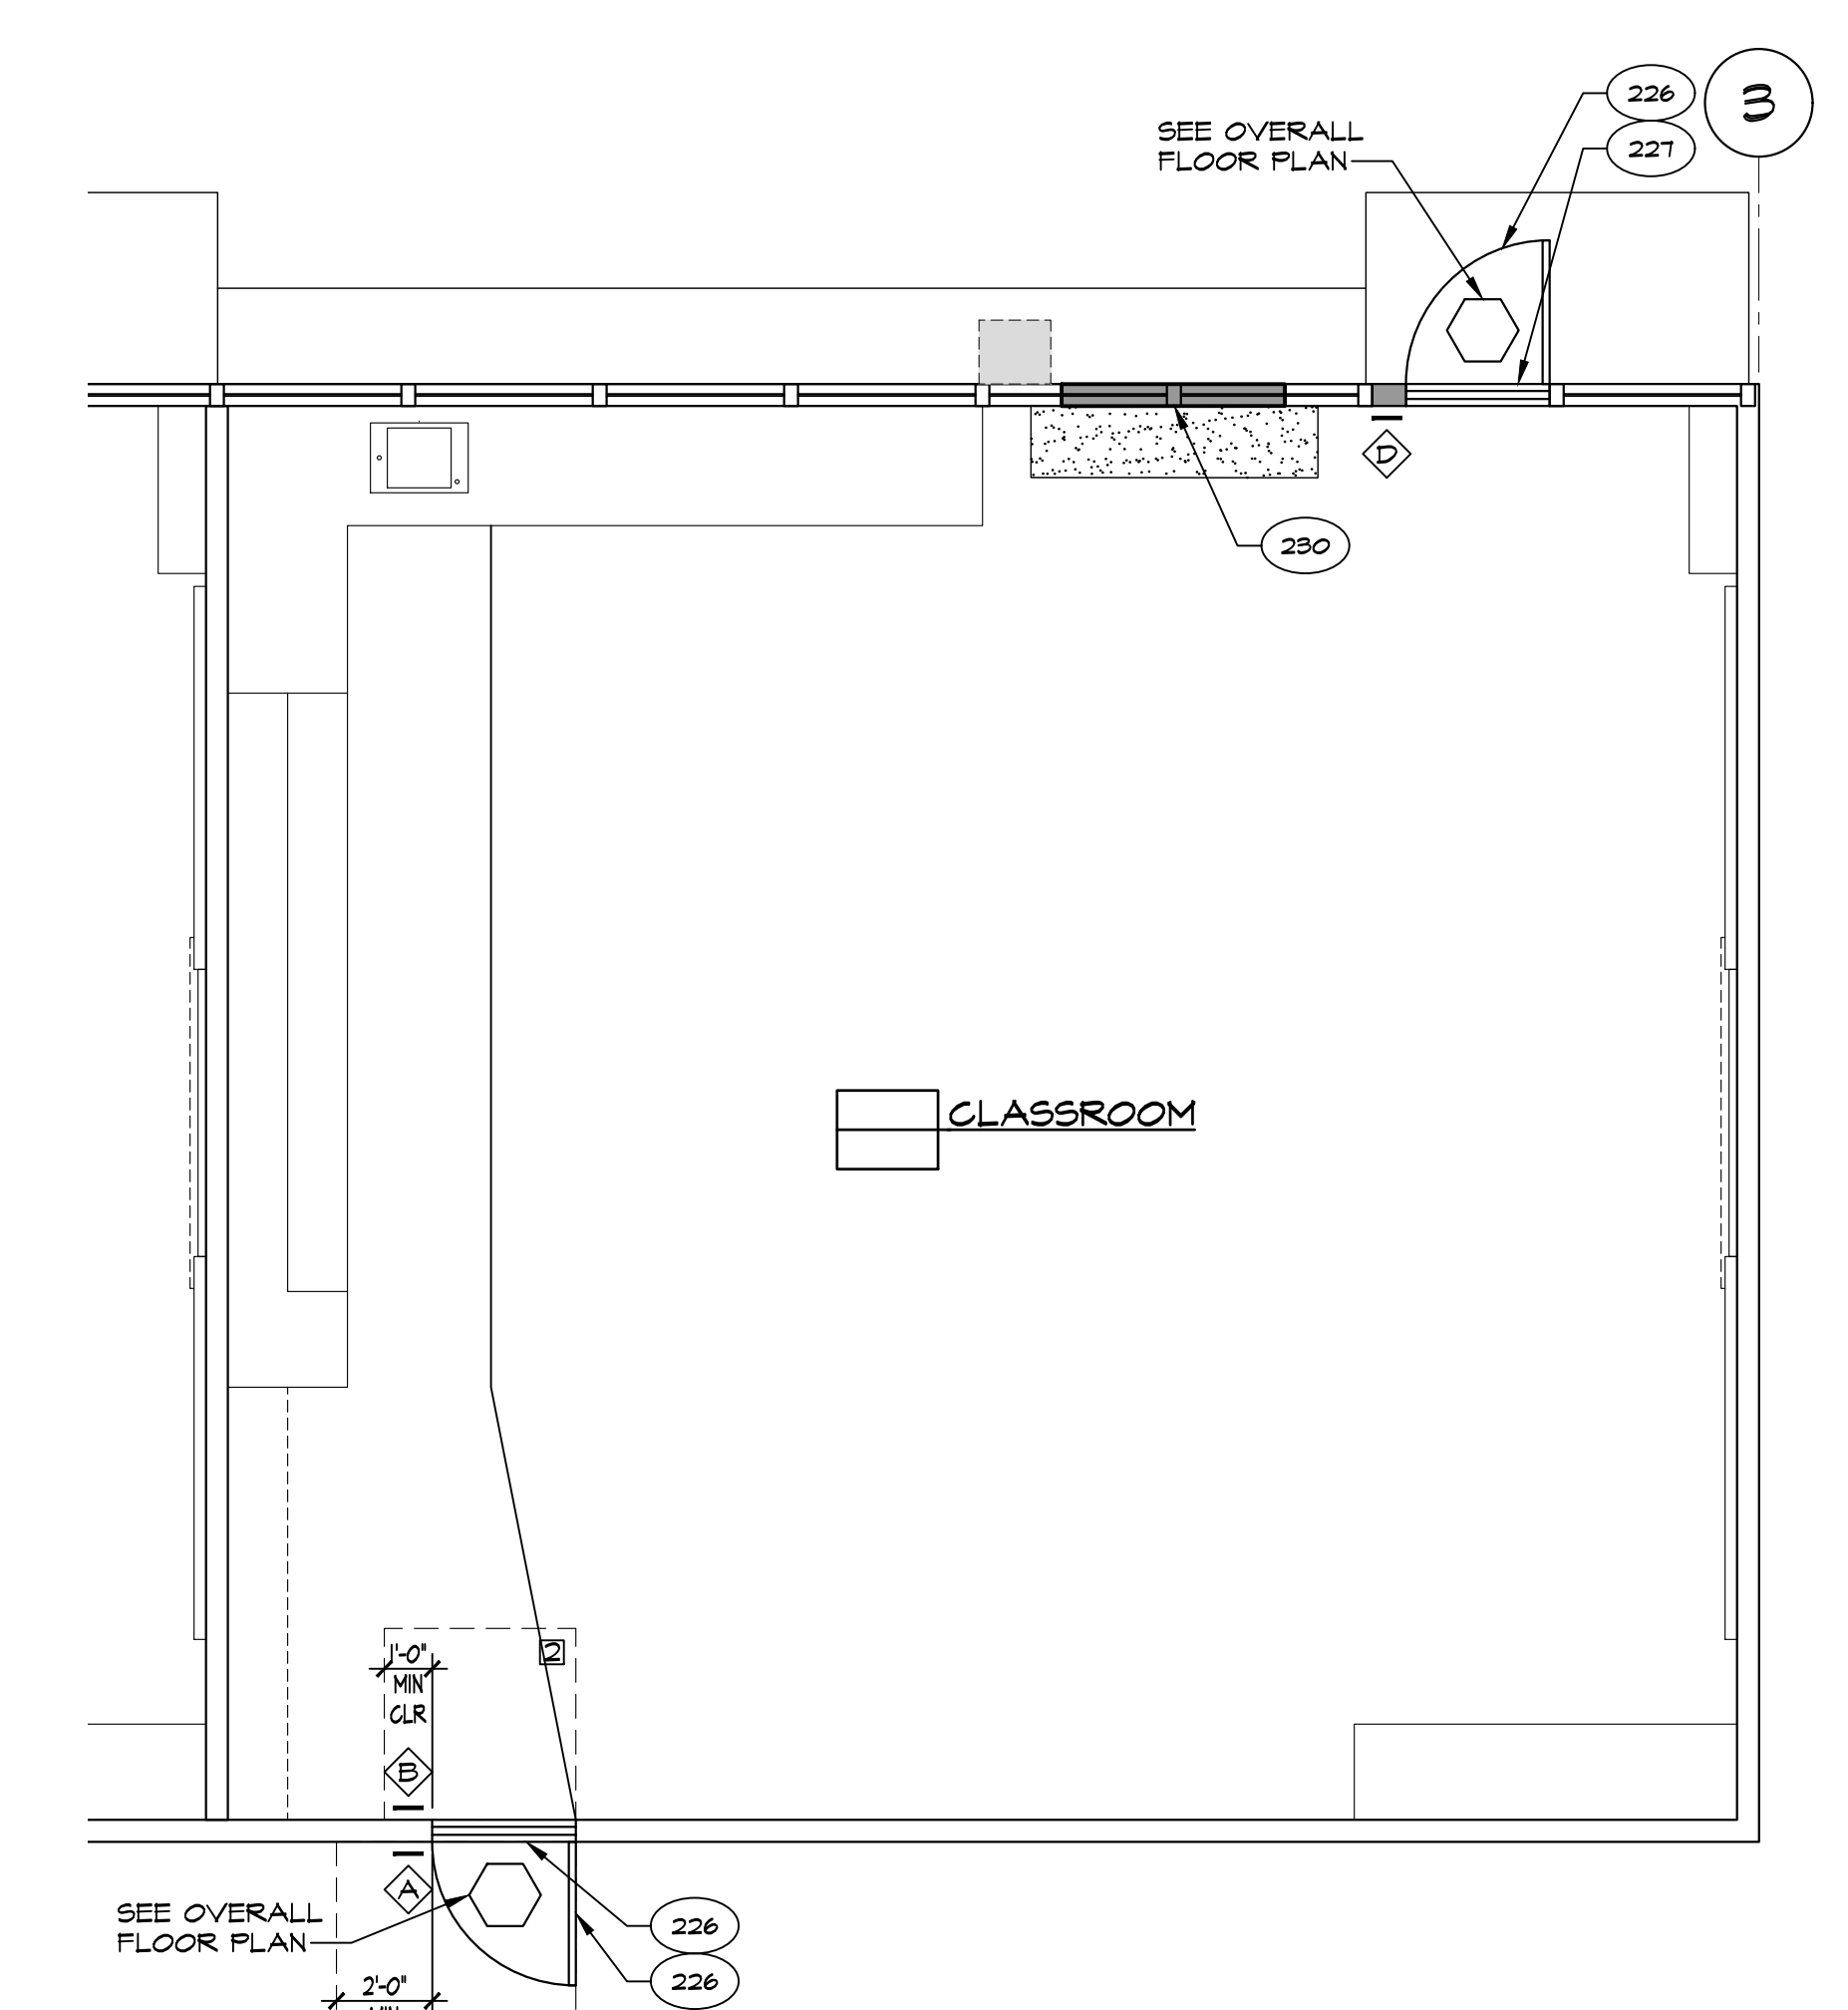 226
3
SEE OVERALL
FLOOR PLAN
227
D
230
CLASSROOM
1'-0"
2
MIN
CLR
B
A
SEE OVERALL
FLOOR PLAN
226
226
2'-0"
MIN